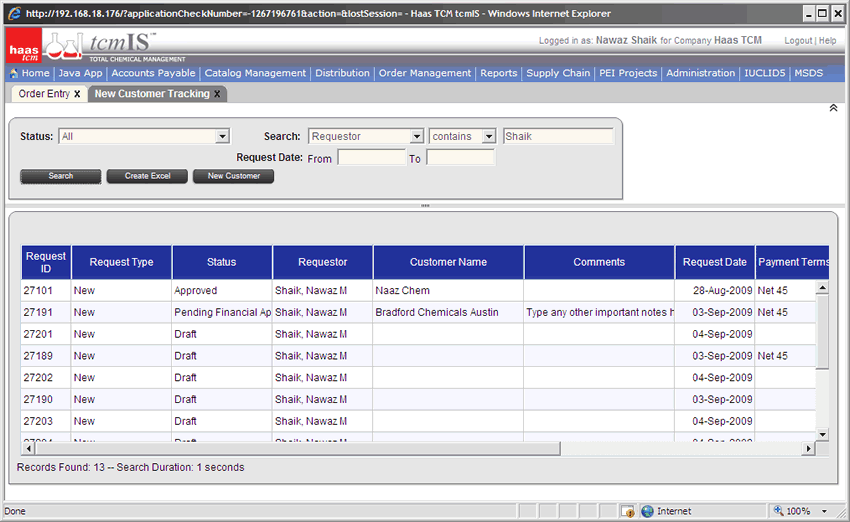 http://192.168.18.176/?applicationCheckNumber=-1267196761&action=&lostSession= - Haas TCM tcmIS - Windows Internet Explorer
haas tcm
tcmIS™
TOTAL CHEMICAL MANAGEMENT
Logged in as: Nawaz Shaik for Company Haas TCM Logout | Help
Home | Java App | Accounts Payable | Catalog Management | Distribution | Order Management | Reports | Supply Chain | PEI Projects | Administration | IUCLID5 | MSDS
Order Entry x New Customer Tracking x
Status: All Search: Requestor contains Shaik
Request Date: From To
Search Create Excel New Customer
Request ID Request Type Status Requestor Customer Name Comments Request Date Payment Terms
27101 New Approved Shaik, Nawaz M Naaz Chem 28-Aug-2009 Net 45
27191 New Pending Financial Ap Shaik, Nawaz M Bradford Chemicals Austin Type any other important notes h 03-Sep-2009 Net 45
27201 New Draft Shaik, Nawaz M 04-Sep-2009
27189 New Draft Shaik, Nawaz M 03-Sep-2009 Net 45
27202 New Draft Shaik, Nawaz M 04-Sep-2009
27190 New Draft Shaik, Nawaz M 03-Sep-2009
27203 New Draft Shaik, Nawaz M 04-Sep-2009
27204 New Draft Shaik, Nawaz M 04-Sep-2009
Records Found: 13 -- Search Duration: 1 seconds
Done Internet 100%